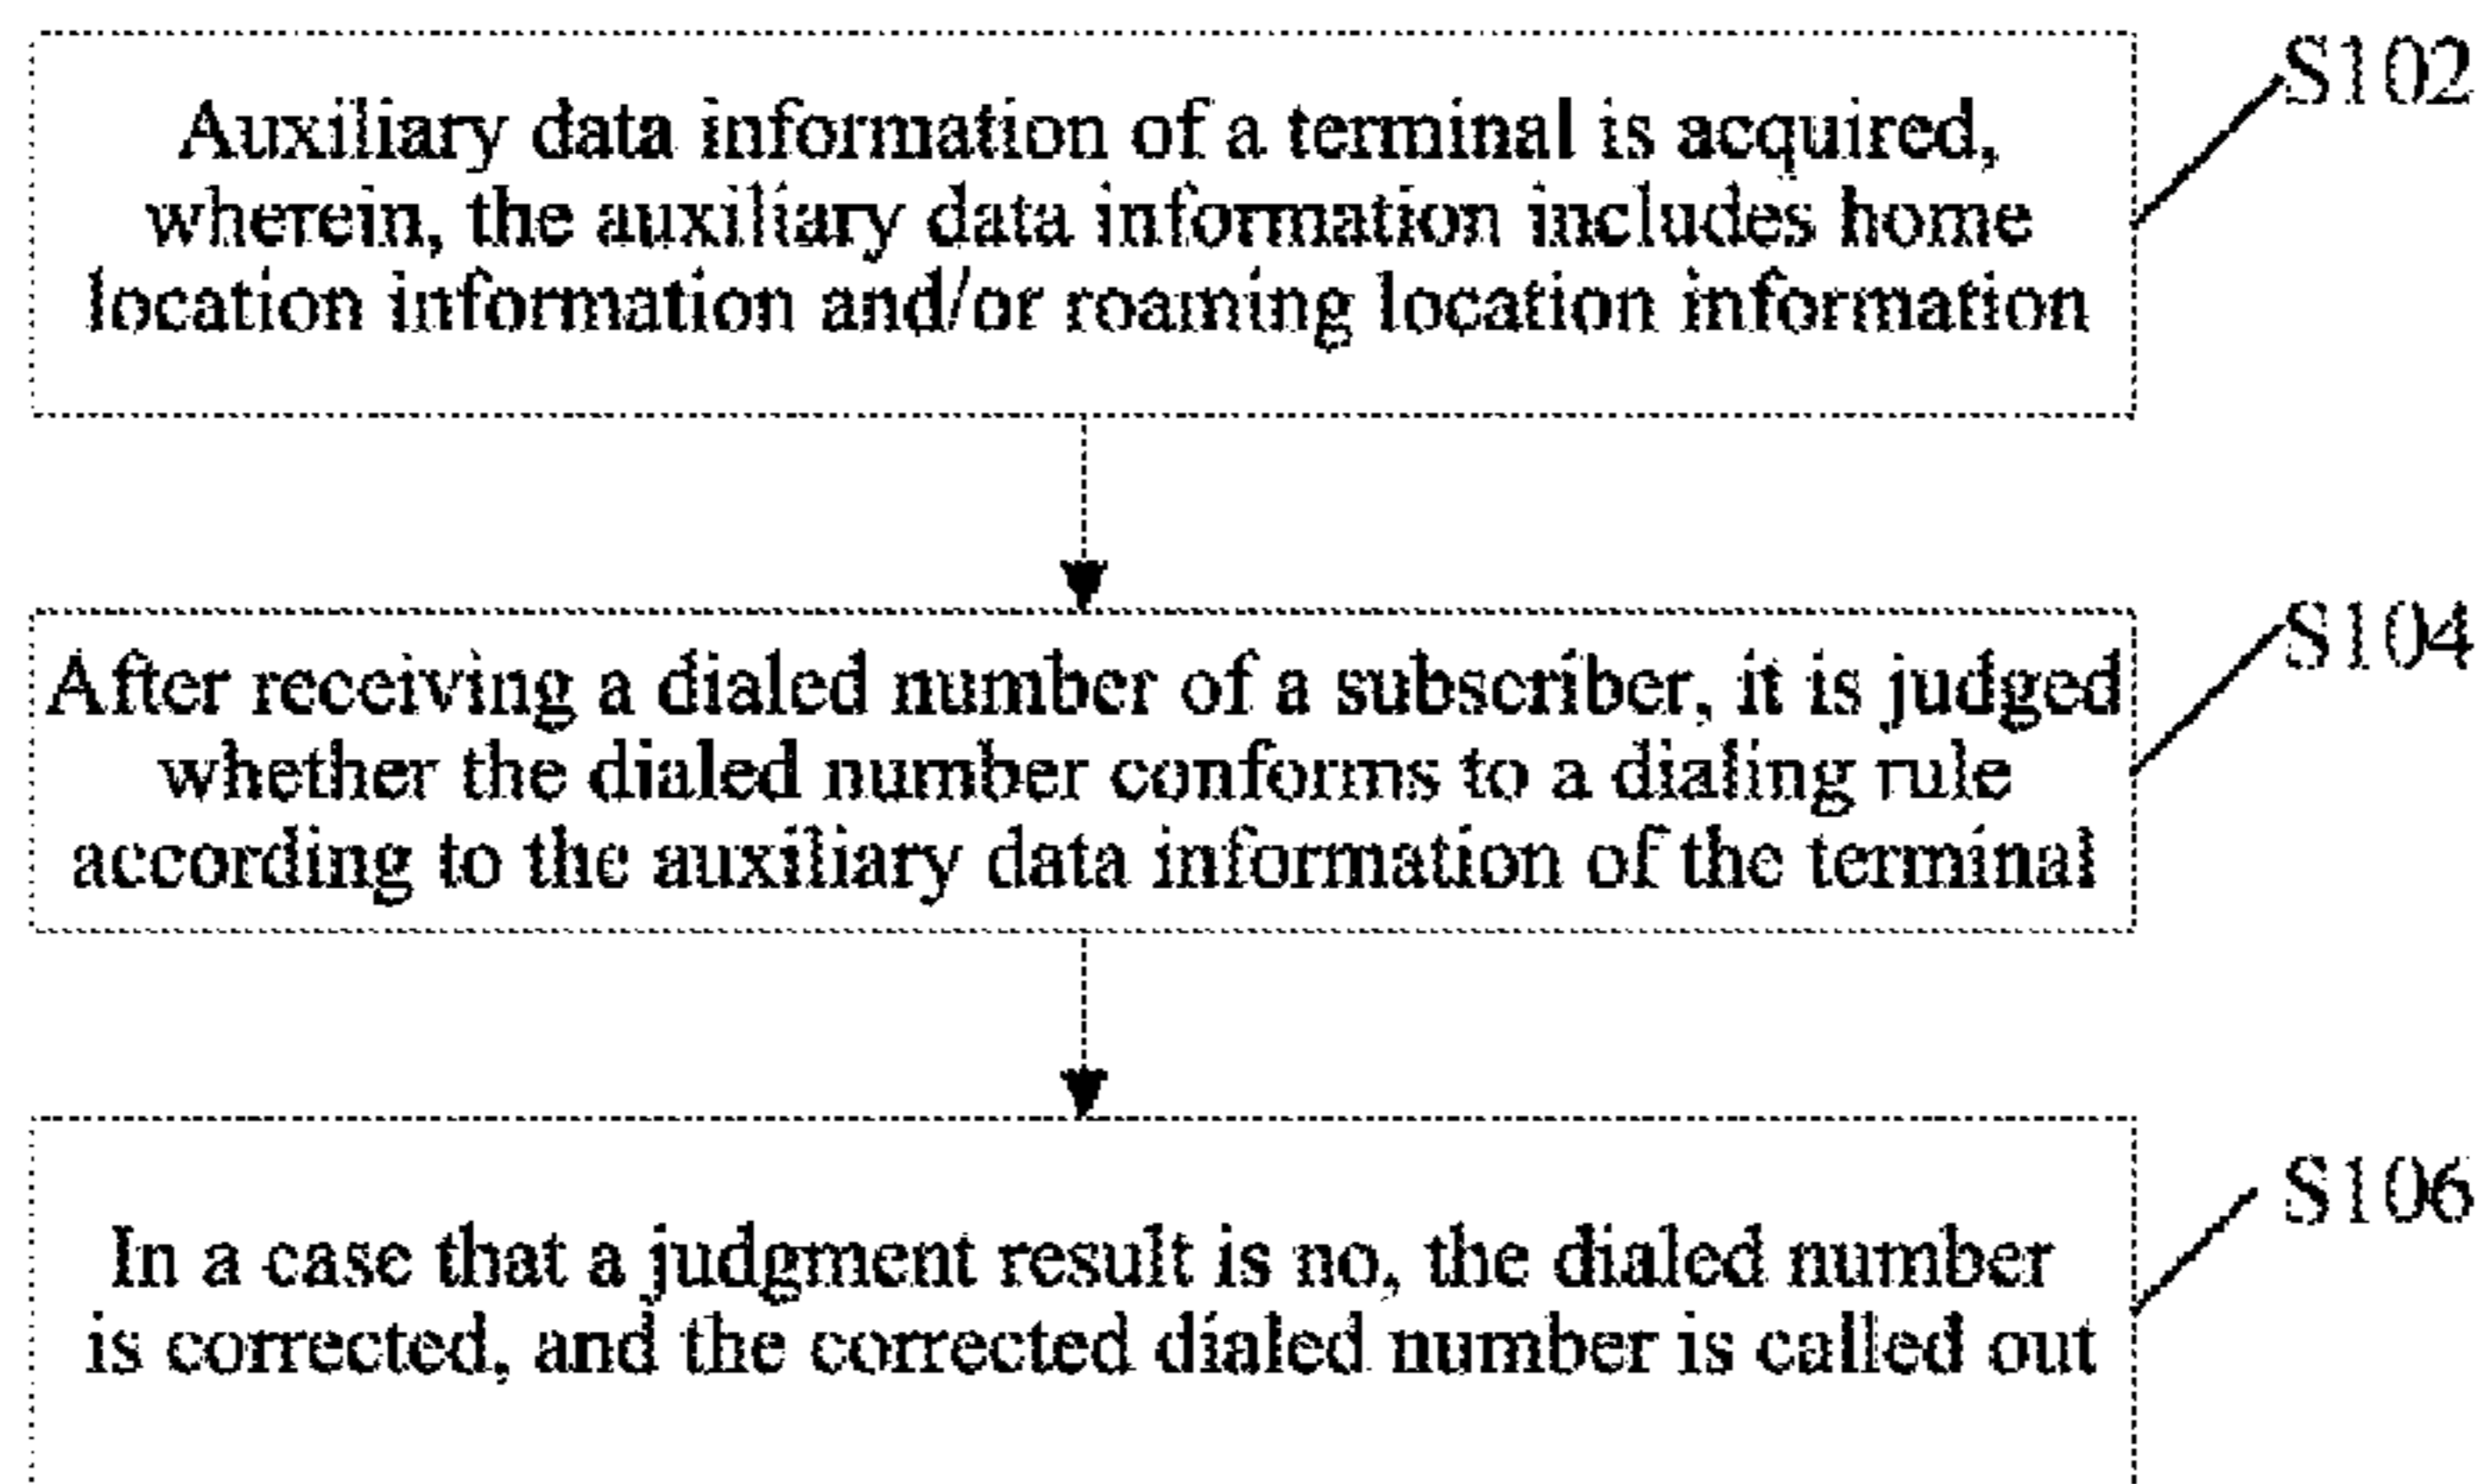 S102
Auxiliary data information of a terminal is acquired,
wherein, the auxiliary data information includes home
location information and/or roaming location information
S104
After receiving a dialed number of a subscriber, it is judged
whether the dialed number conforms to a dialing rule
according to the auxiliary data information of the terminal
S106
In a case that a judgment result is no, the dialed number
is corrected, and the corrected dialed number is called out